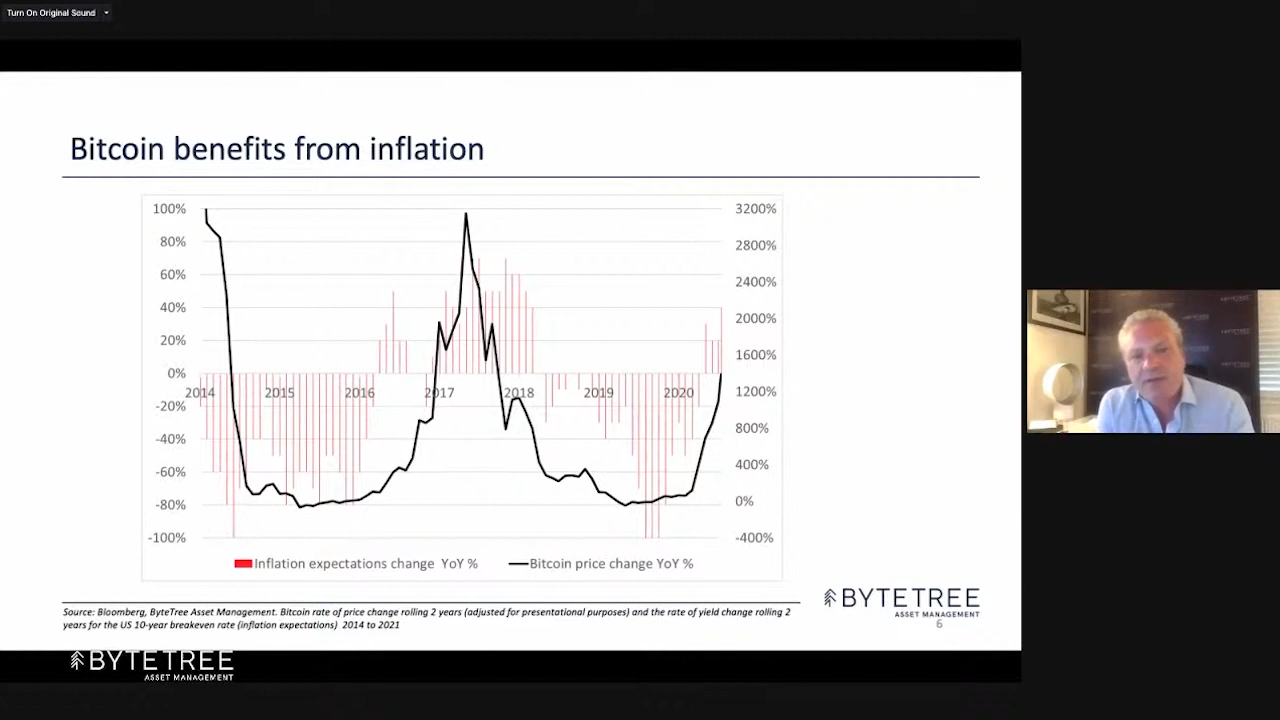 Turn On Original Sound
Bitcoin benefits from inflation
100%
80%
60%
40%
20%
0%
-20%
-40%
-60%
-80%
-100%
2014 2015 2016 2017 2018 2019 2020
3200%
2800%
2400%
2000%
1600%
1200%
800%
400%
0%
-400%
Inflation expectations change YoY %
Bitcoin price change YoY %
Source: Bloomberg, ByteTree Asset Management. Bitcoin rate of price change rolling 2 years (adjusted for presentational purposes) and the rate of yield change rolling 2
years for the US 10-year breakeven rate (inflation expectations) 2014 to 2021
BYTETREE
ASSET MANAGEMENT
6
BYTETREE
ASSET MANAGEMENT